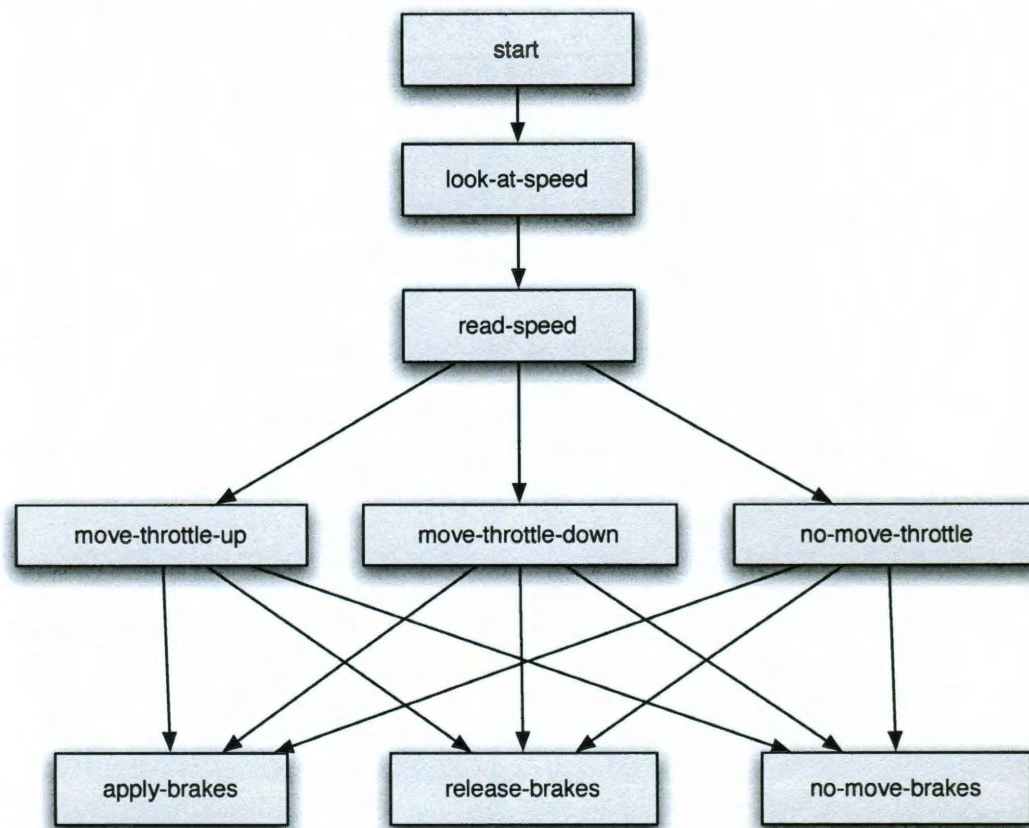 start
look-at-speed
read-speed
move-throttle-up
move-throttle-down
no-move-throttle
apply-brakes
release-brakes
no-move-brakes